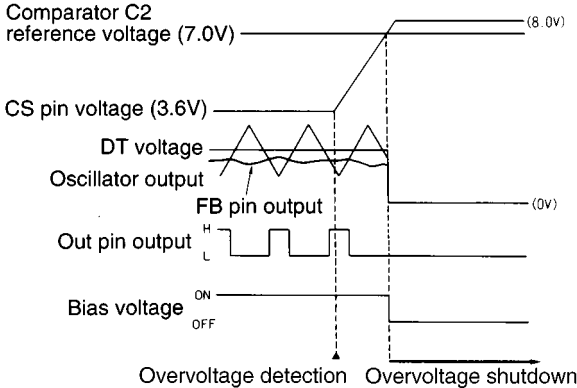 Comparator C2
reference voltage (7.0V)
(8.0V)
CS pin voltage (3.6V)
DT voltage
Oscillator output
FB pin output
(0V)
Out pin output
H
L
Bias voltage
ON
OFF
Overvoltage detection
Overvoltage shutdown